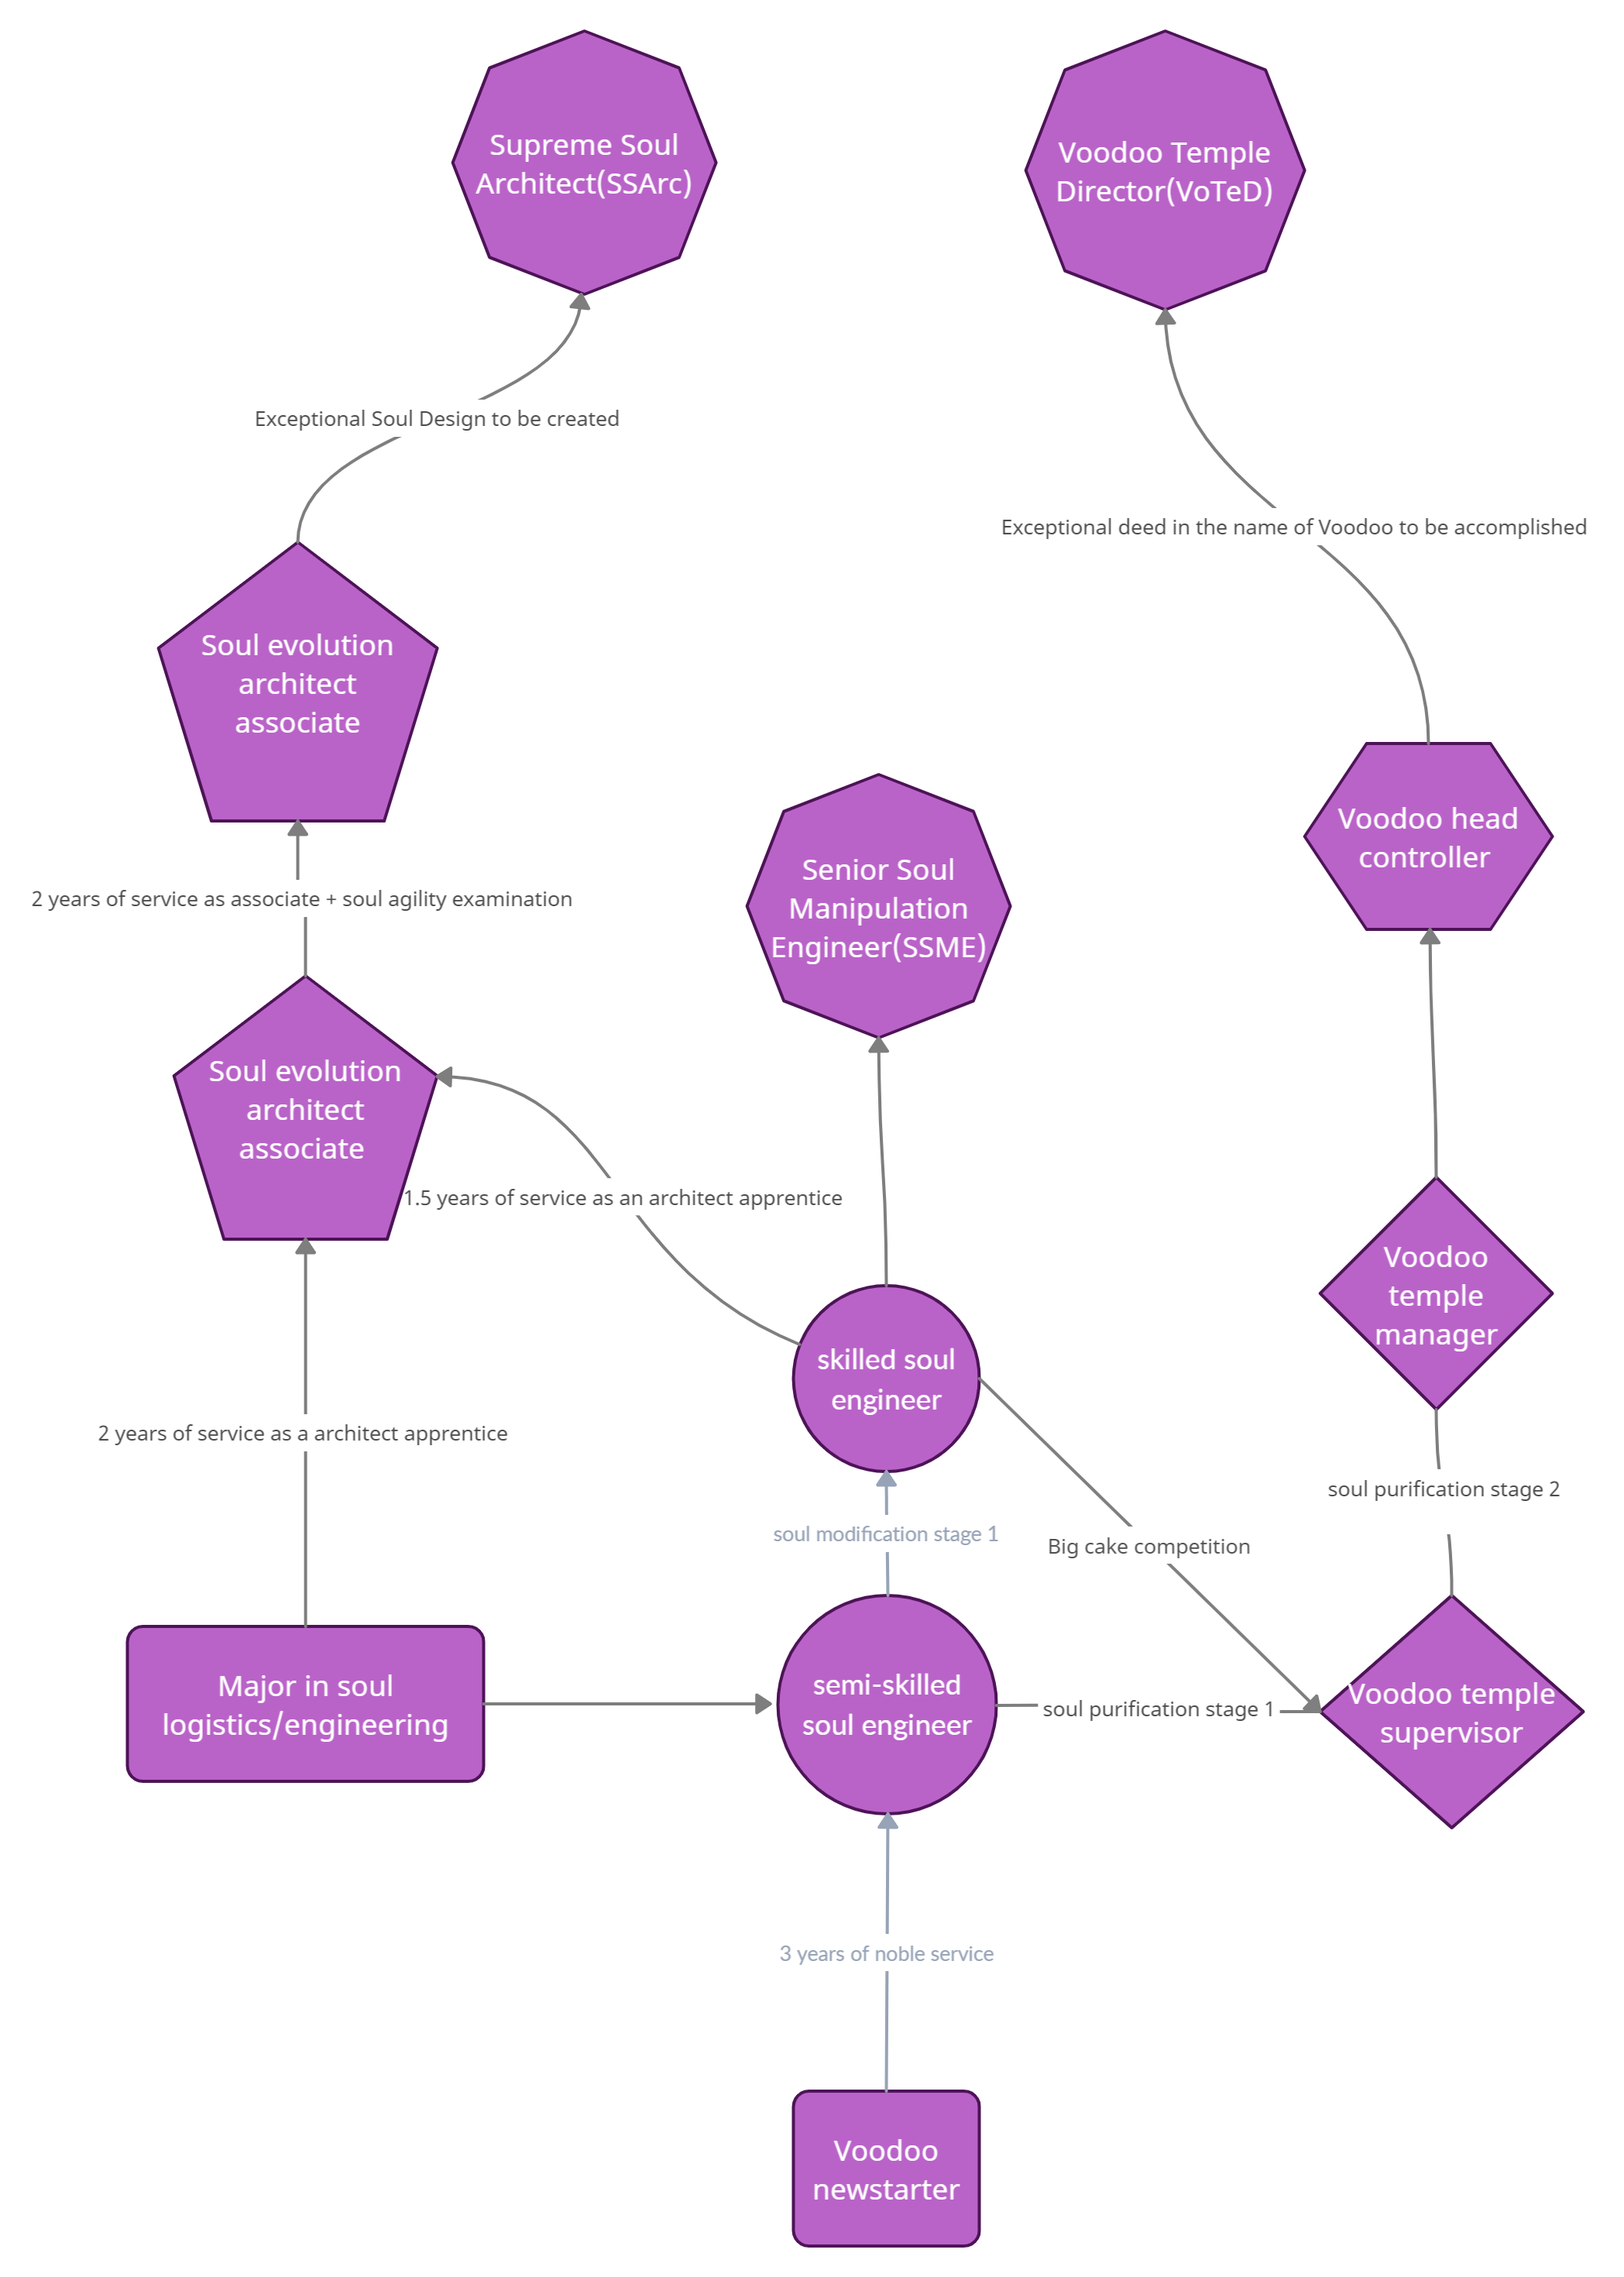 Supreme Soul
Architect(SSArc)
Voodoo Temple
Director(VoTeD)
Exceptional Soul Design to be created
Exceptional deed in the name of Voodoo to be accomplished
Soul evolution
architect
associate
Voodoo head
controller
Senior Soul
Manipulation
Engineer(SSME)
2 years of service as associate + soul agility examination
Soul evolution
architect
associate
1.5 years of service as an architect apprentice
Voodoo
temple
manager
skilled soul
engineer
2 years of service as a architect apprentice
soul purification stage 2
soul modification stage 1
Big cake competition
Major in soul
logistics/engineering
semi-skilled
soul engineer
soul purification stage 1
Voodoo temple
supervisor
3 years of noble service
Voodoo
newstarter